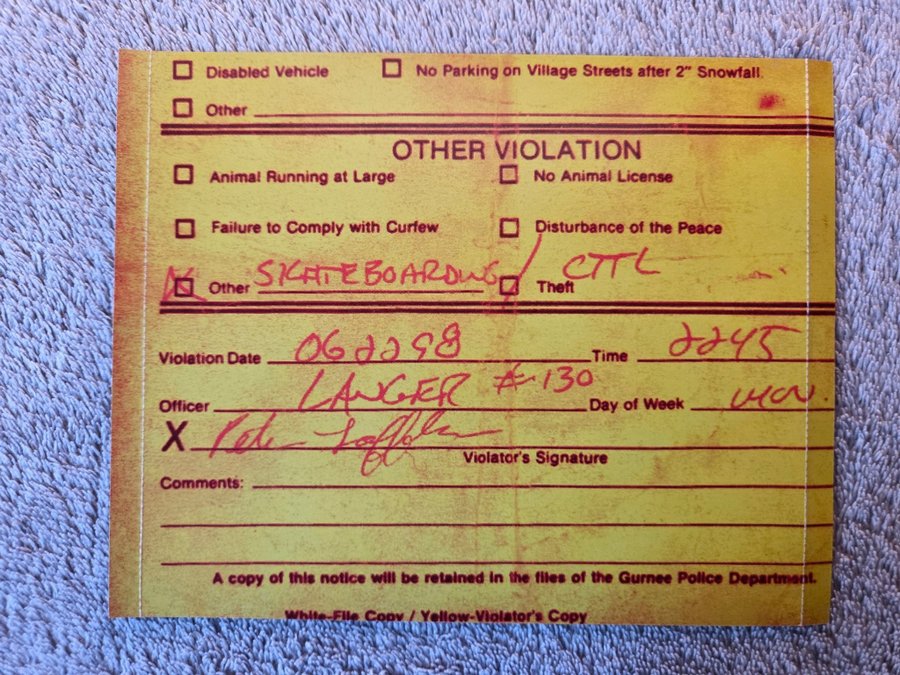 Disabled Vehicle No Parking on Village Streets after 2" Snowfall
Other
OTHER VIOLATION
Animal Running at Large No Animal License
Failure to Comply with Curfew Disturbance of the Peace
Other SKATEBOARDING / CTTL Theft
Violation Date 062298 Time 2245
Officer LANGER #130 Day of Week MON.
X Peter
Violator's Signature
Comments:
A copy of this notice will be retained in the files of the Gurnee Police Department.
White-File Copy / Yellow-Violator's Copy